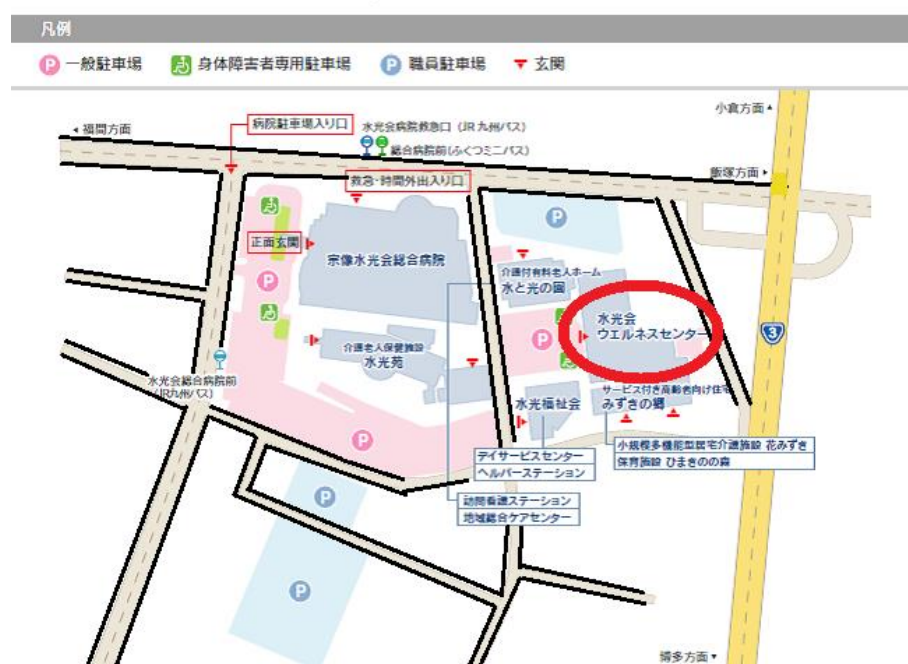 凡例
P 一般駐車場 身体障害者専用駐車場 P 職員駐車場 玄関
小倉方面
福間方面
病院駐車場入り口
水光会病院救急口 (JR 九州バス)
総合病院前(ふくつミニバス)
飯塚方面
救急・時間外出入り口
P
正面玄関
宗像水光会総合病院
介護付有料老人ホーム
水と光の園
P
水光会
ウエルネスセンター
3
P
介護老人保健施設
水光苑
水光会総合病院前
(JR九州バス)
サービス付き高齢者向け住宅
みずきの郷
水光福祉会
P
小規模多機能型居宅介護施設 花みずき
保育施設 ひまきのの森
デイサービスセンター
ヘルパーステーション
P
訪問看護ステーション
地域総合ケアセンター
P
博多方面